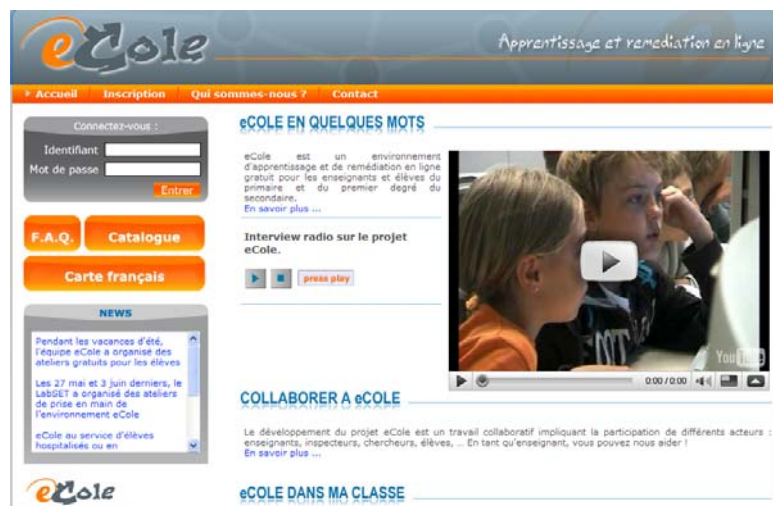 eCole
Apprentissage et remediation en ligne
Accueil Inscription Qui sommes-nous ? Contact
Connectez-vous :
Identifiant
Mot de passe
Entrer
F.A.Q. Catalogue
Carte français
NEWS
Pendant les vacances d'été,
l'équipe eCole a organisé des
ateliers gratuits pour les élèves
Les 27 mai et 3 juin derniers, le
LabSET a organisé des ateliers
de prise en main de
l'environnement eCole
eCole au service d'élèves
hospitalisés ou en
eCole
eCOLE EN QUELQUES MOTS
eCole est un environnement
d'apprentissage et de remédiation en ligne
gratuit pour les enseignants et élèves du
primaire et du premier degré du
secondaire.
En savoir plus ...
Interview radio sur le projet
eCole.
press play
YouTube
0:00 / 0:00
COLLABORER A eCOLE
Le développement du projet eCole est un travail collaboratif impliquant la participation de différents acteurs :
enseignants, inspecteurs, chercheurs, élèves, ... En tant qu'enseignant, vous pouvez nous aider !
En savoir plus ...
eCOLE DANS MA CLASSE